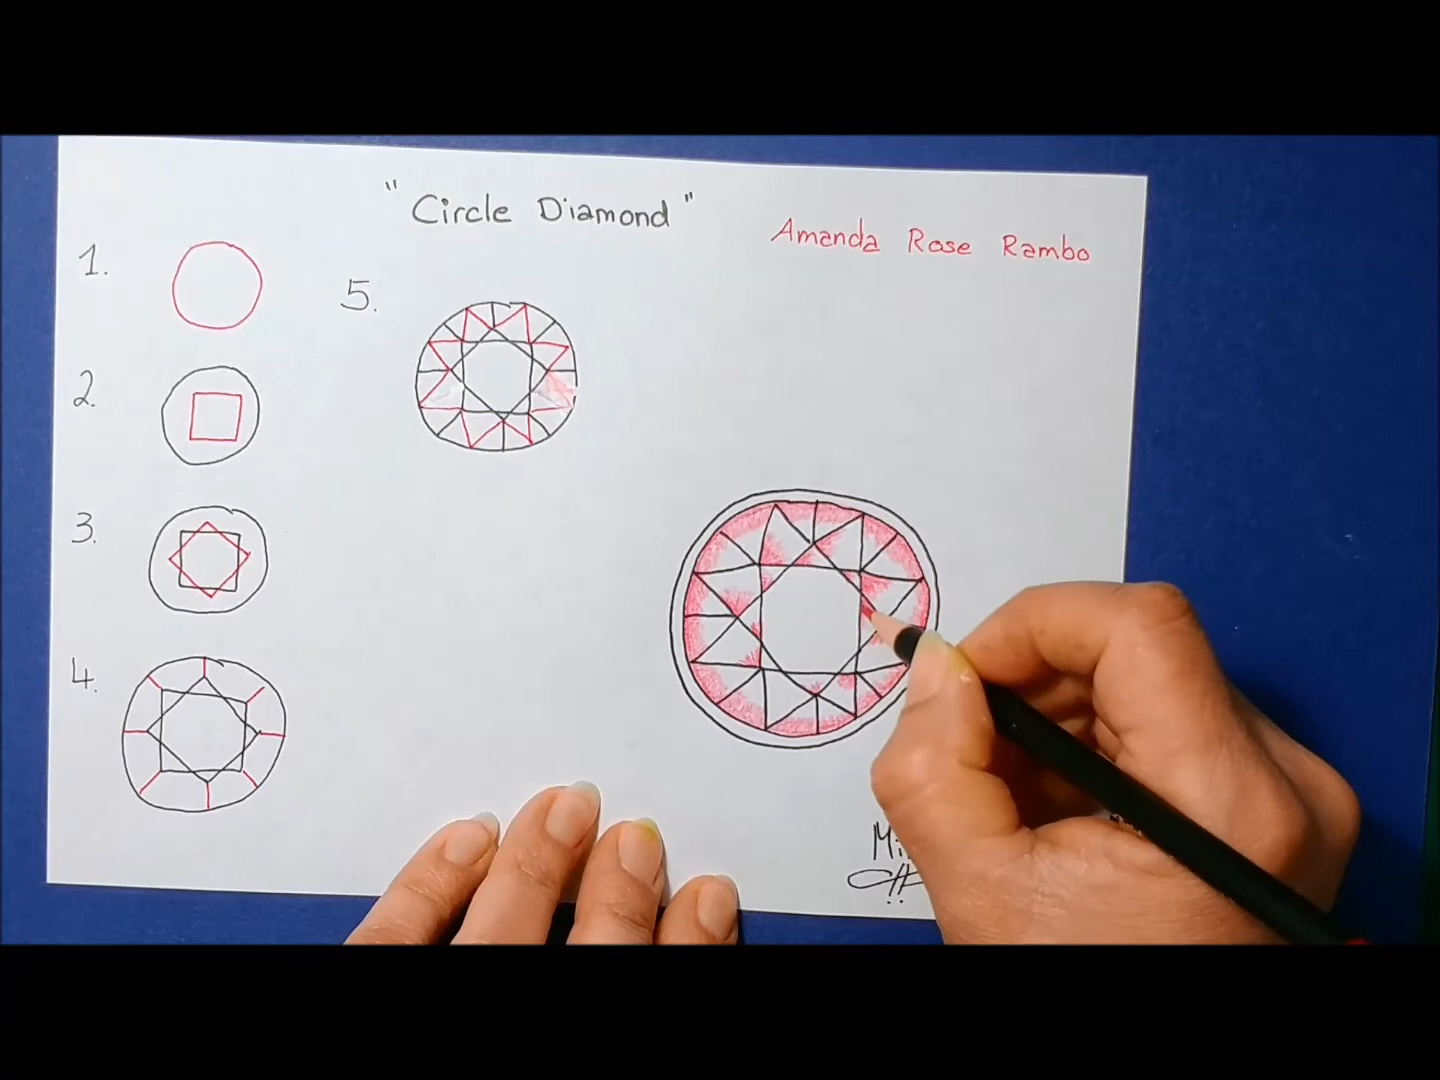 "Circle Diamond"
Amanda Rose Rambo
1.
2.
3.
4.
5.